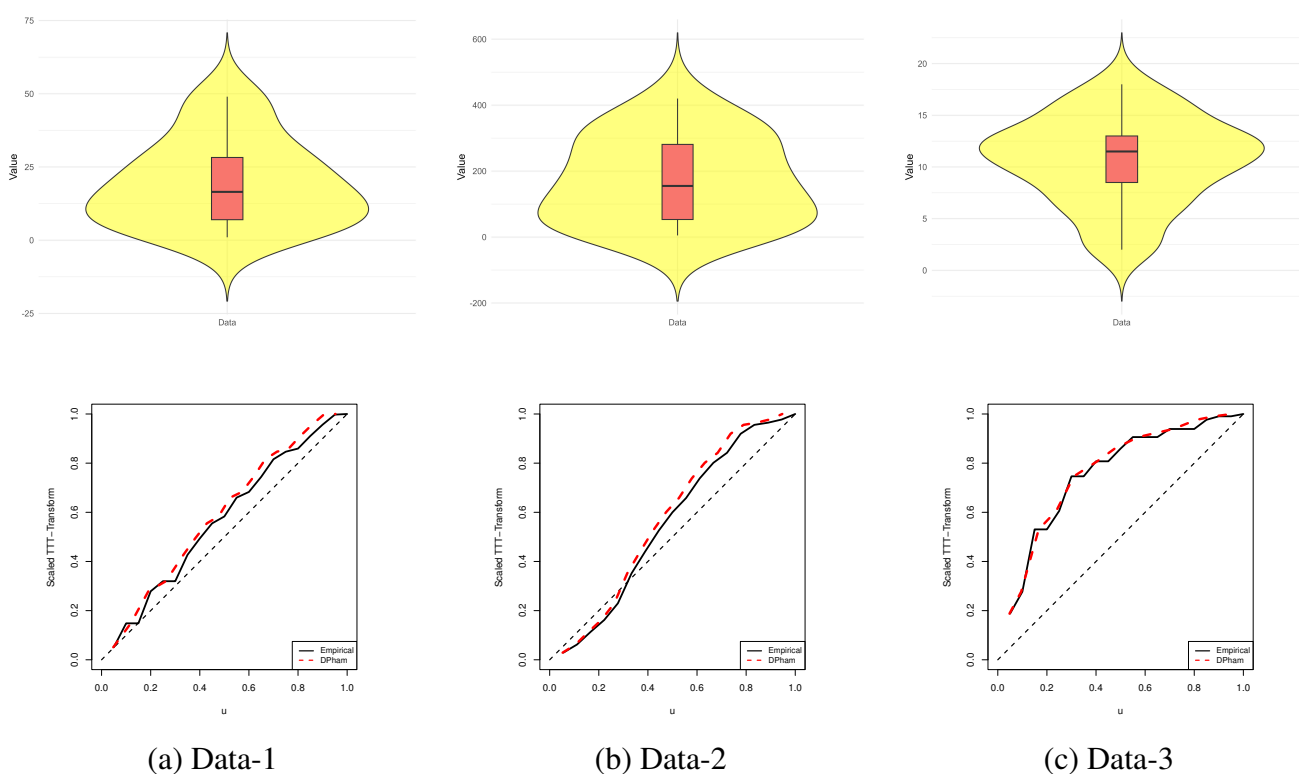 75
50
25
0
-25
Value
Data
600
400
200
0
-200
Value
Data
20
15
10
5
0
Value
Data
1.0
0.8
0.6
0.4
0.2
0.0
Scaled TTT−Transform
Empirical
DPham
0.0 0.2 0.4 0.6 0.8 1.0
u
1.0
0.8
0.6
0.4
0.2
0.0
Scaled TTT−Transform
Empirical
DPham
0.0 0.2 0.4 0.6 0.8 1.0
u
1.0
0.8
0.6
0.4
0.2
0.0
Scaled TTT−Transform
Empirical
DPham
0.0 0.2 0.4 0.6 0.8 1.0
u
(a) Data-1
(b) Data-2
(c) Data-3